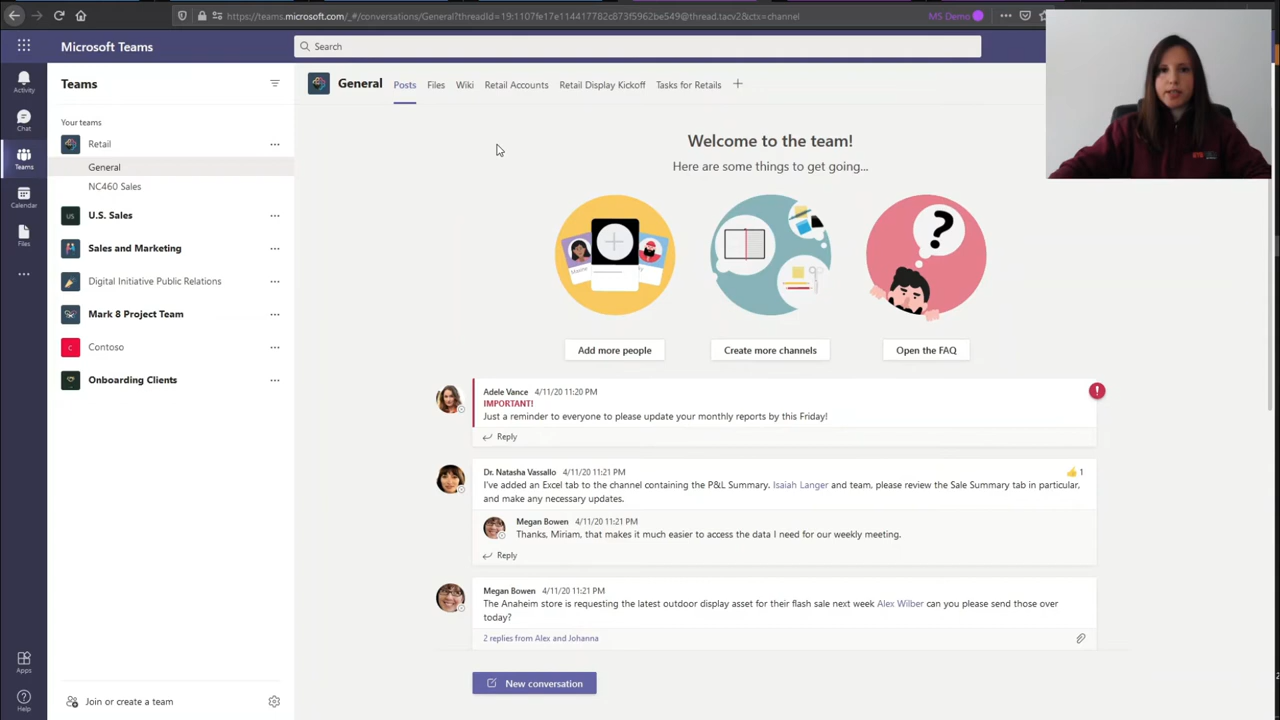 https://teams.microsoft.com/_#/conversations/General?threadId=19:1107fe17e114417782c873f5962be549@thread.tacv2&ctx=channel
MS Demo
Microsoft Teams
Search
Activity
Chat
Teams
Calendar
Files
Apps
Help
Teams
Your teams
Retail
General
NC460 Sales
US
U.S. Sales
Sales and Marketing
Digital Initiative Public Relations
Mark 8 Project Team
C
Contoso
Onboarding Clients
Join or create a team
General
Posts
Files
Wiki
Retail Accounts
Retail Display Kickoff
Tasks for Retails
Welcome to the team!
Here are some things to get going...
Add more people
Create more channels
Open the FAQ
Adele Vance 4/11/20 11:20 PM
IMPORTANT!
Just a reminder to everyone to please update your monthly reports by this Friday!
Reply
Dr. Natasha Vassallo 4/11/20 11:21 PM
1
I've added an Excel tab to the channel containing the P&L Summary. Isaiah Langer and team, please review the Sale Summary tab in particular,
and make any necessary updates.
Megan Bowen 4/11/20 11:21 PM
Thanks, Miriam, that makes it much easier to access the data I need for our weekly meeting.
Reply
Megan Bowen 4/11/20 11:21 PM
The Anaheim store is requesting the latest outdoor display asset for their flash sale next week Alex Wilber can you please send those over
today?
2 replies from Alex and Johanna
New conversation